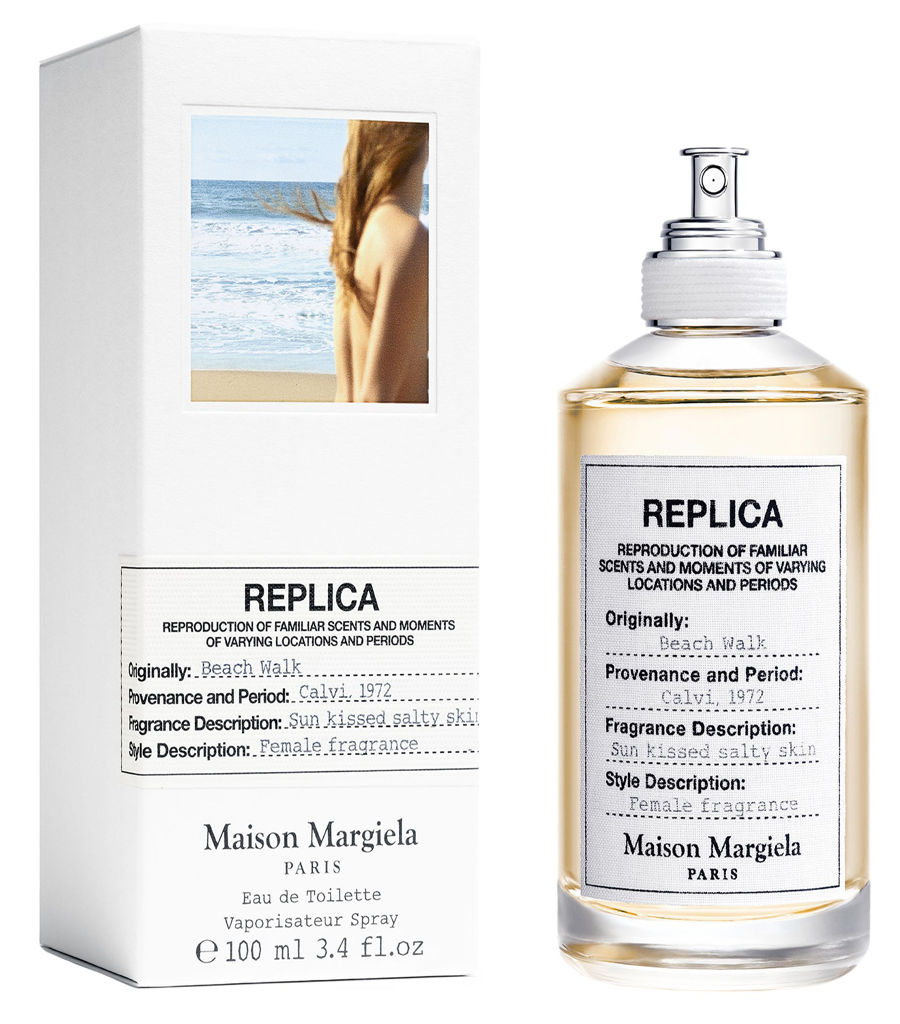 REPLICA
REPRODUCTION OF FAMILIAR SCENTS AND MOMENTS
OF VARYING LOCATIONS AND PERIODS
Originally: Beach Walk
Provenance and Period: Calvi, 1972
Fragrance Description: Sun kissed salty skin
Style Description: Female fragrance
Maison Margiela
PARIS
Eau de Toilette
Vaporisateur Spray
℮ 100 ml 3.4 fl.oz
REPLICA
REPRODUCTION OF FAMILIAR
SCENTS AND MOMENTS OF VARYING
LOCATIONS AND PERIODS
Originally:
Beach Walk
Provenance and Period:
Calvi, 1972
Fragrance Description:
Sun kissed salty skin
Style Description:
Female fragrance
Maison Margiela
PARIS